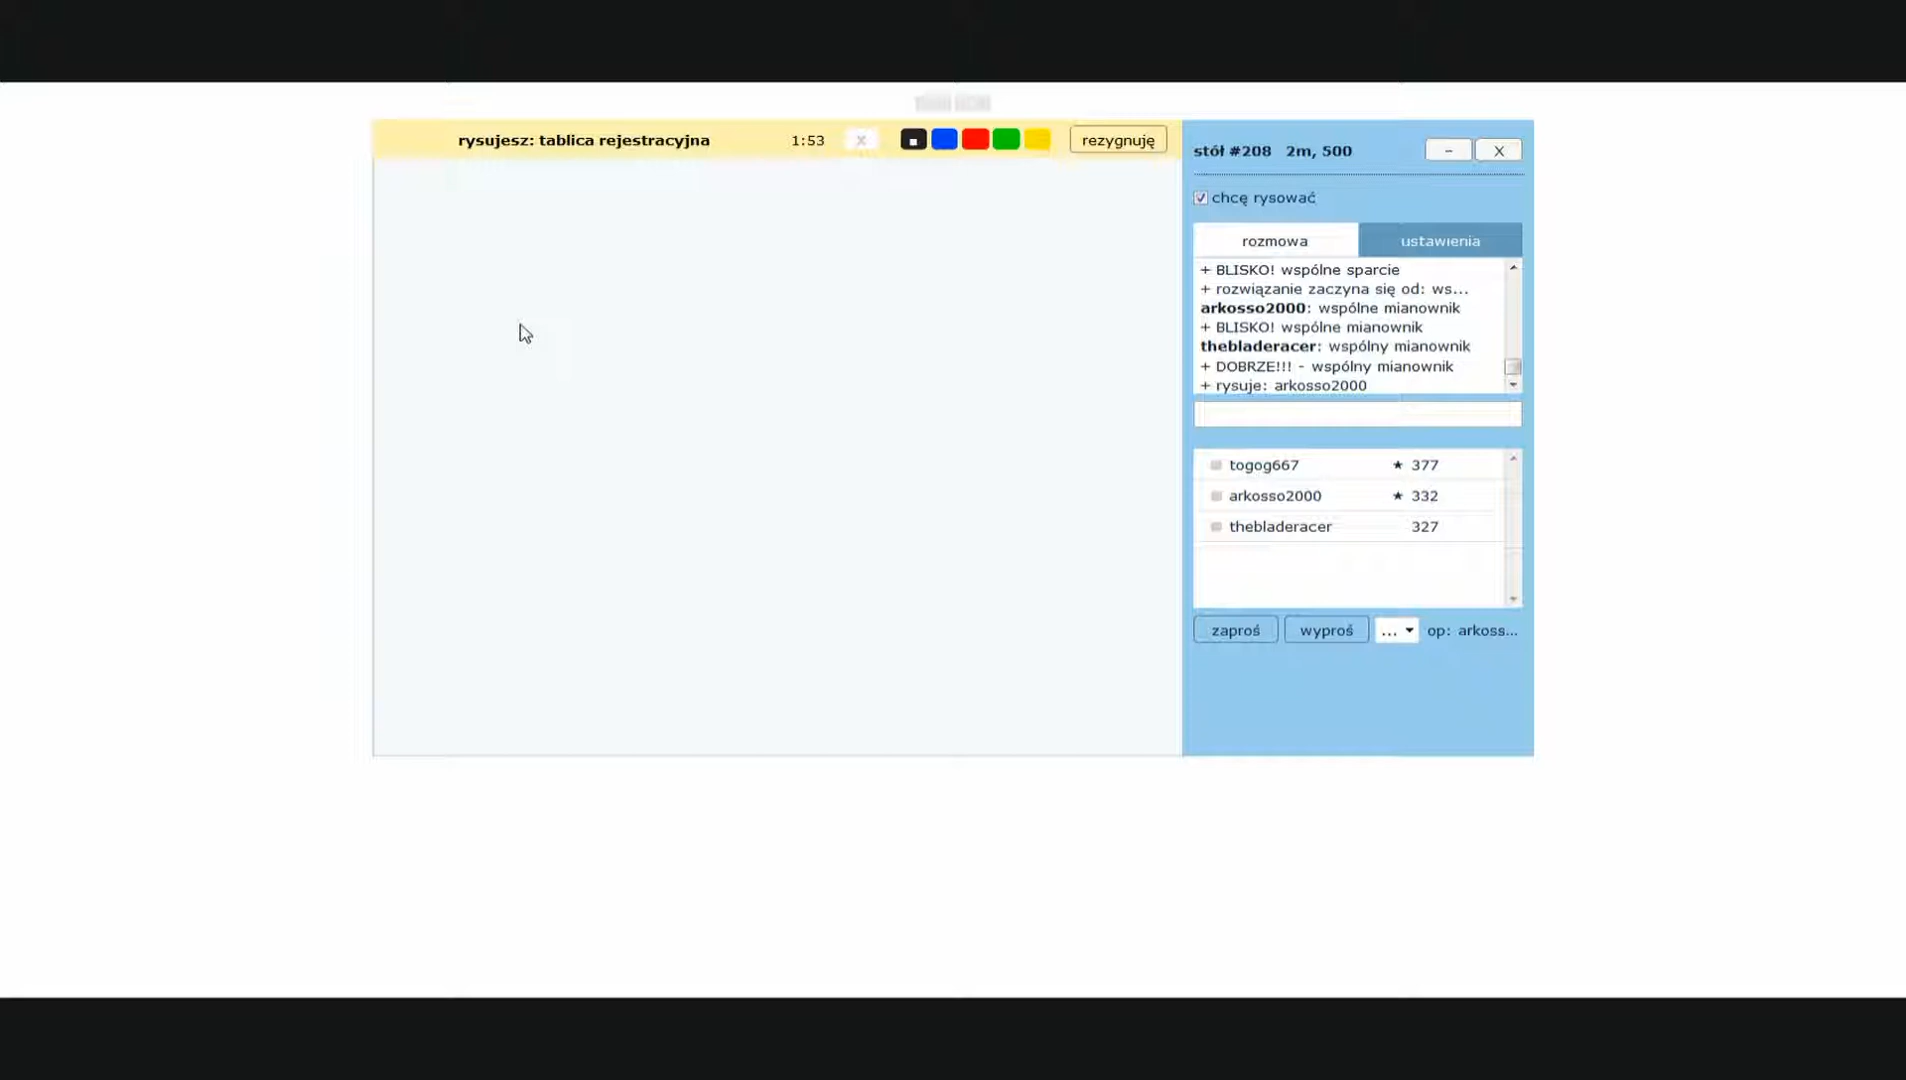 rysujesz: tablica rejestracyjna 1:53 X rezygnuję
stół #208 2m, 500 – X
chcę rysować
rozmowa ustawienia
+ BLISKO! wspólne sparcie
+ rozwiązanie zaczyna się od: ws...
arkosso2000: wspólne mianownik
+ BLISKO! wspólne mianownik
thebladeracer: wspólny mianownik
+ DOBRZE!!! - wspólny mianownik
+ rysuje: arkosso2000
togog667 ★ 377
arkosso2000 ★ 332
thebladeracer 327
zaproś wyproś ... op: arkoss...